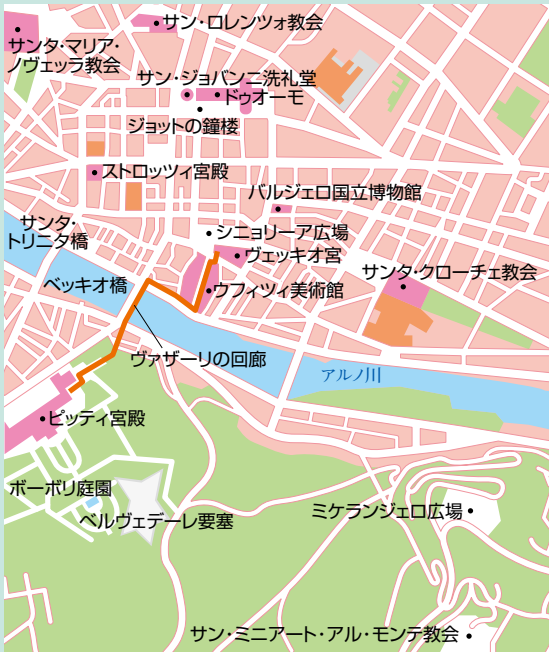 サン・ロレンツォ教会
サンタ・マリア・
ノヴェッラ教会
サン・ジョバンニ洗礼堂
ドゥオーモ
ジョットの鐘楼
ストロッツィ宮殿
バルジェロ国立博物館
サンタ・
トリニタ橋
シニョリーア広場
ヴェッキオ宮
サンタ・クローチェ教会
ベッキオ橋
ウフィツィ美術館
ヴァザーリの回廊
アルノ川
ピッティ宮殿
ボーボリ庭園
ベルヴェデーレ要塞
ミケランジェロ広場
サン・ミニアート・アル・モンテ教会